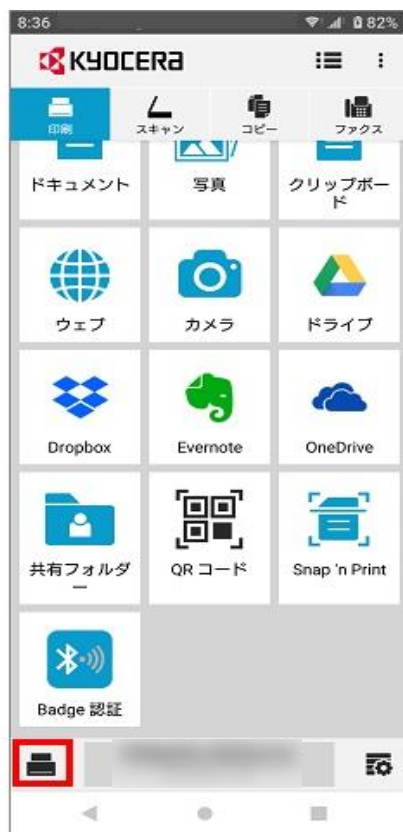 8:36
82%
KYOCERA
印刷
スキャン
コピー
ファクス
ドキュメント
写真
クリップボー
ド
ウェブ
カメラ
ドライブ
Dropbox
Evernote
OneDrive
共有フォルダ
ー
QR コード
Snap 'n Print
Badge 認証